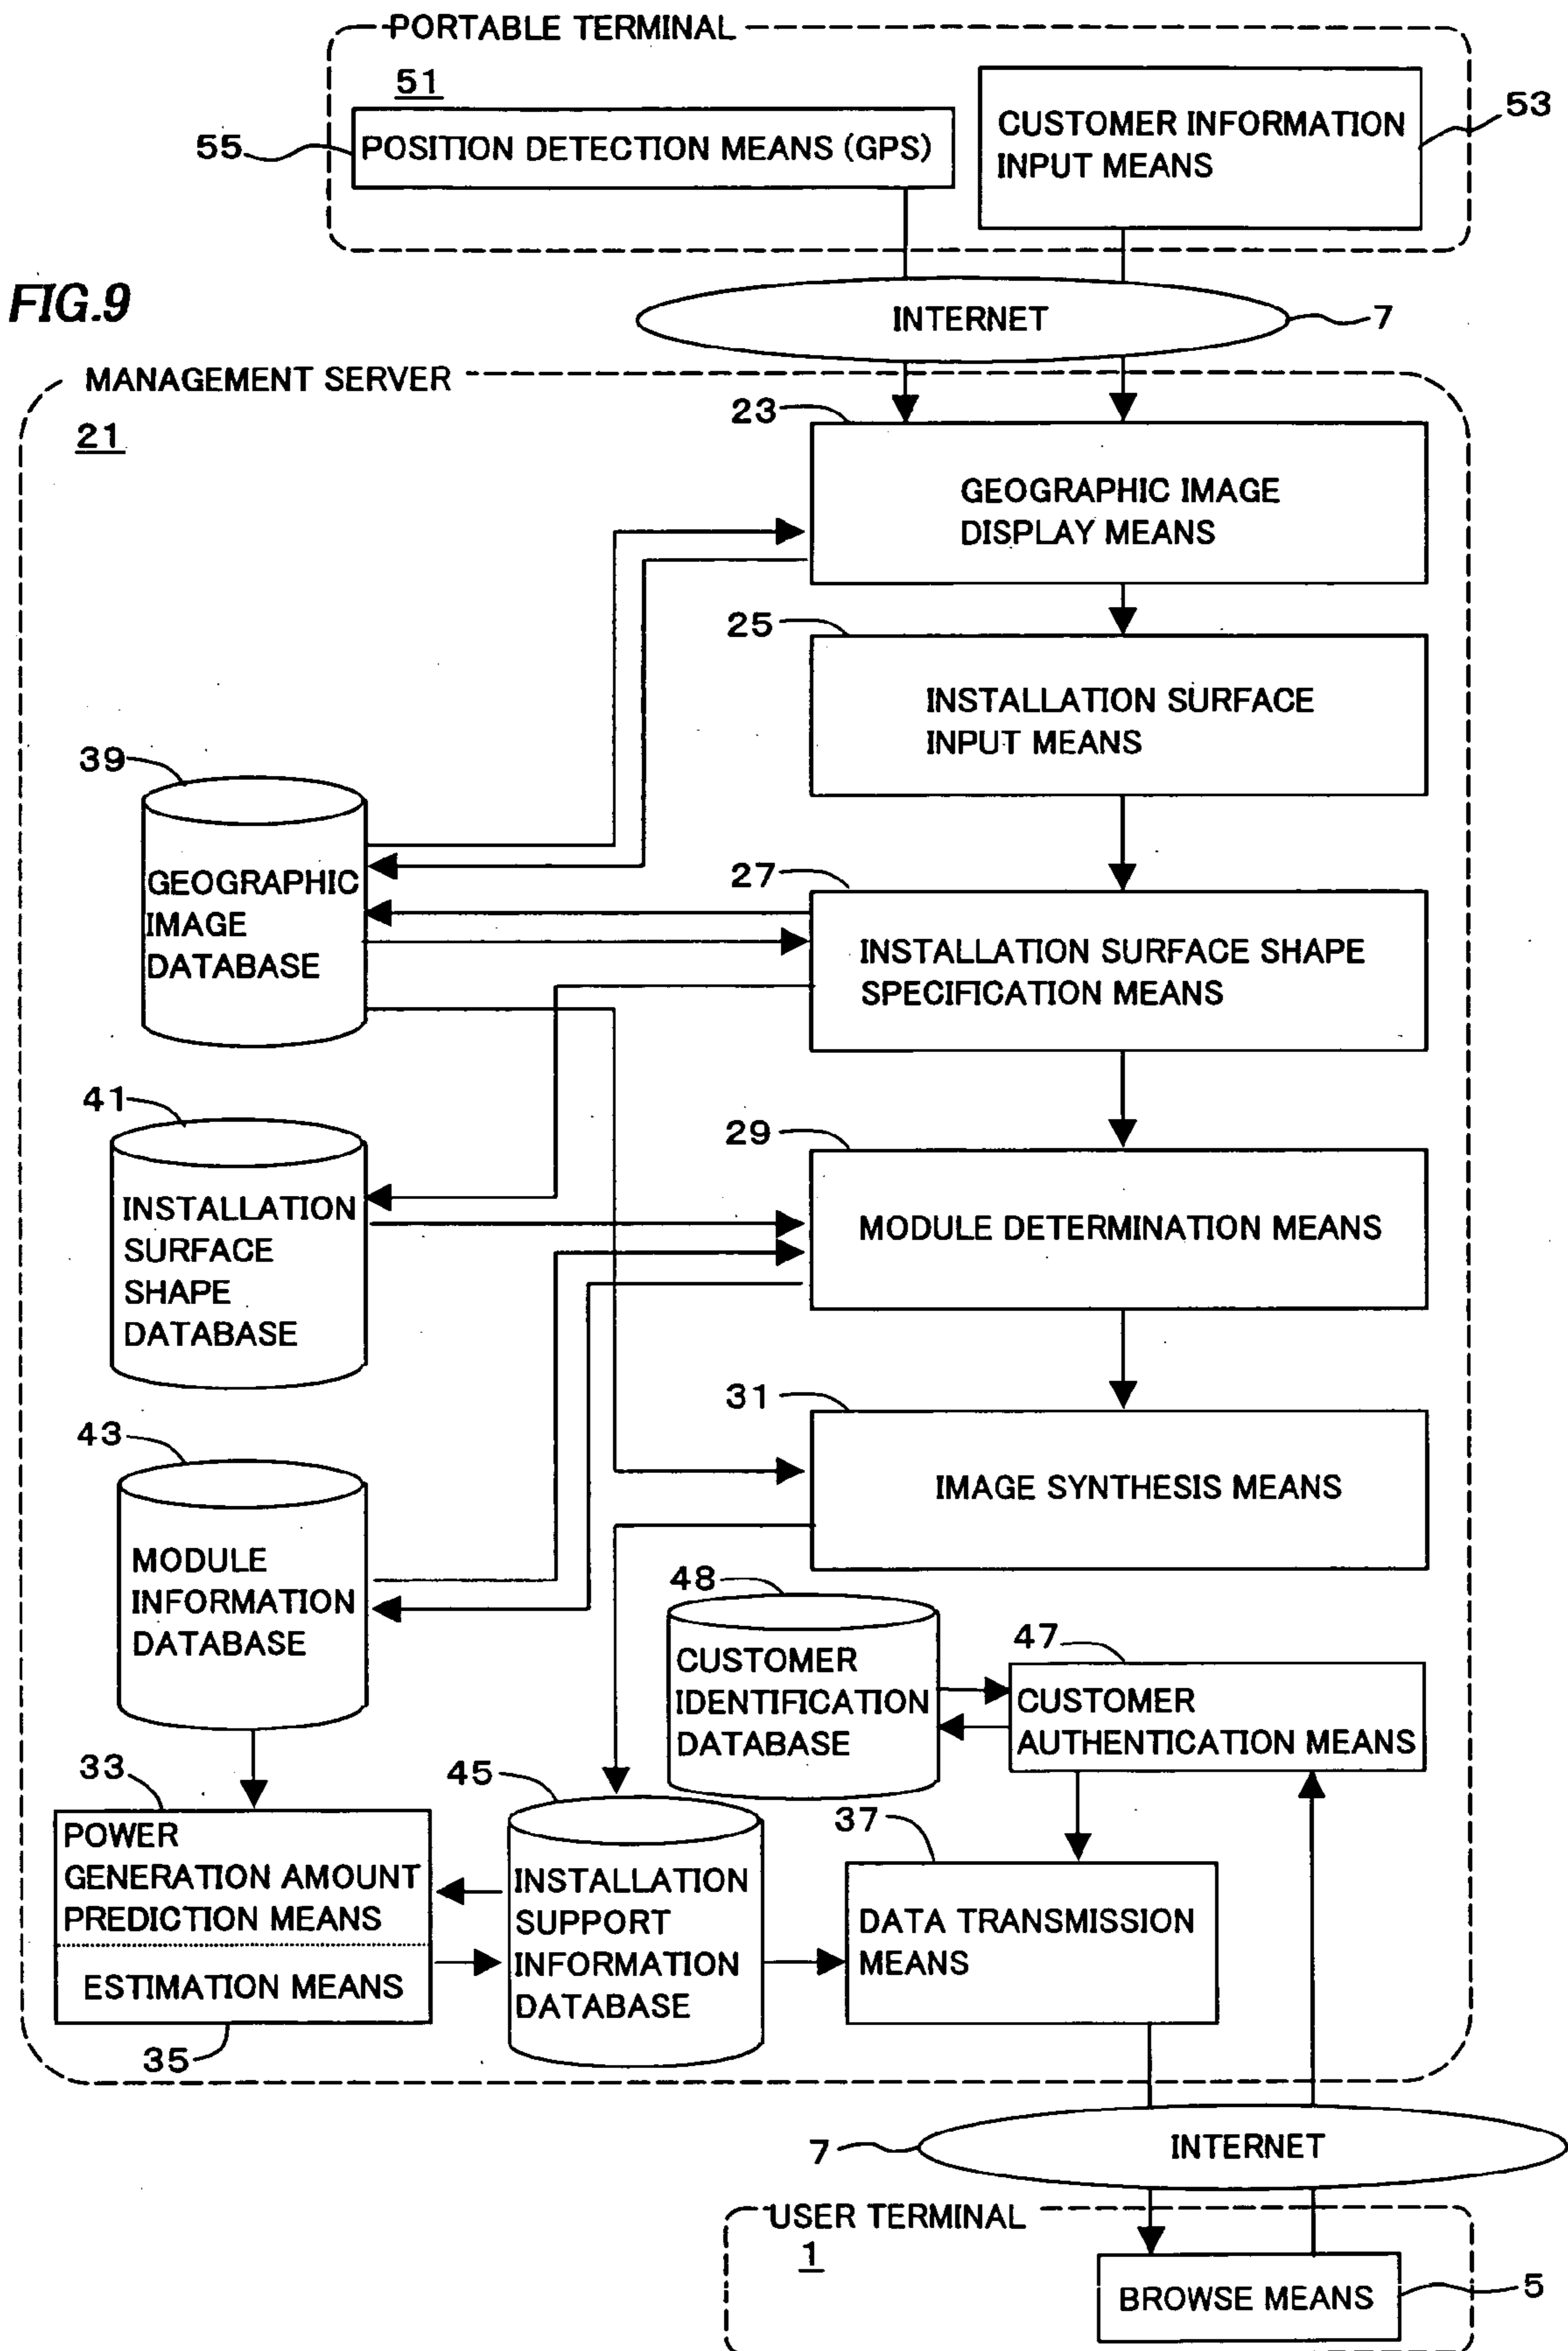 PORTABLE TERMINAL
51
55
POSITION DETECTION MEANS (GPS)
CUSTOMER INFORMATION
INPUT MEANS
53
FIG.9
INTERNET
7
MANAGEMENT SERVER
21
23
GEOGRAPHIC IMAGE
DISPLAY MEANS
25
INSTALLATION SURFACE
INPUT MEANS
39
GEOGRAPHIC
IMAGE
DATABASE
27
INSTALLATION SURFACE SHAPE
SPECIFICATION MEANS
41
INSTALLATION
SURFACE
SHAPE
DATABASE
29
MODULE DETERMINATION MEANS
31
IMAGE SYNTHESIS MEANS
43
MODULE
INFORMATION
DATABASE
48
CUSTOMER
IDENTIFICATION
DATABASE
47
CUSTOMER
AUTHENTICATION MEANS
33
POWER
GENERATION AMOUNT
PREDICTION MEANS
ESTIMATION MEANS
35
45
INSTALLATION
SUPPORT
INFORMATION
DATABASE
37
DATA TRANSMISSION
MEANS
7
INTERNET
USER TERMINAL
1
BROWSE MEANS
5